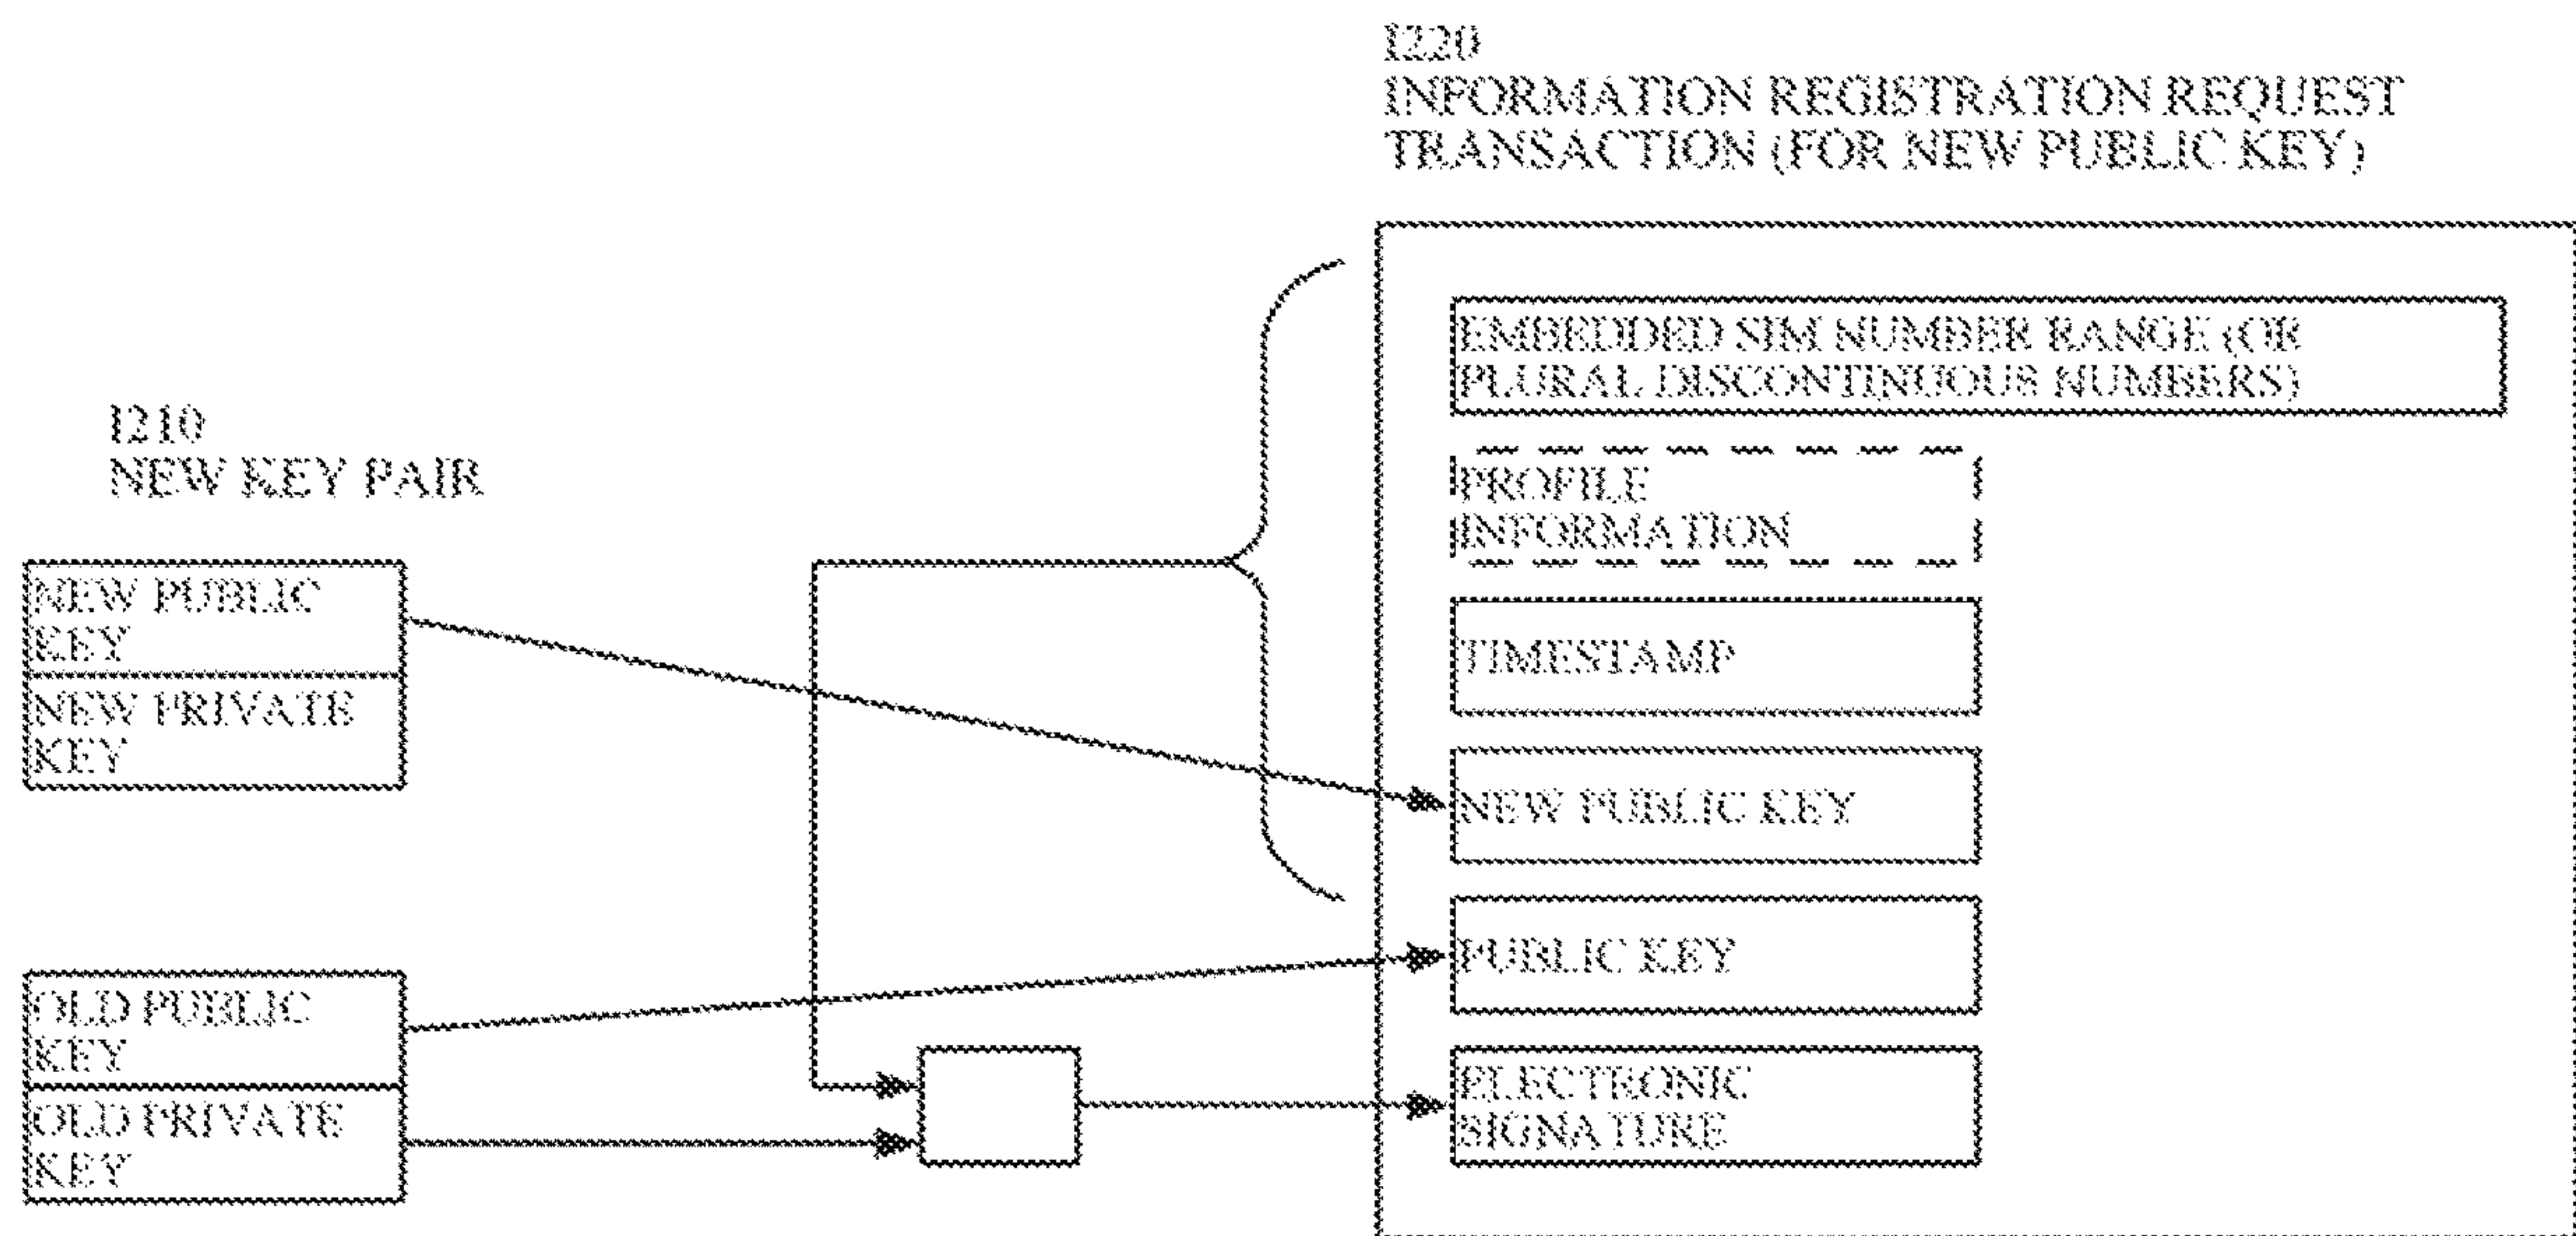 I220
INFORMATION REGISTRATION REQUEST
TRANSACTION (FOR NEW PUBLIC KEY)
EMBEDDED SIM NUMBER RANGE (OR
PLURAL DISCONTINUOUS NUMBERS)
PROFILE
INFORMATION
TIMESTAMP
NEW PUBLIC KEY
PUBLIC KEY
ELECTRONIC
SIGNATURE
I210
NEW KEY PAIR
NEW PUBLIC
KEY
NEW PRIVATE
KEY
OLD PUBLIC
KEY
OLD PRIVATE
KEY